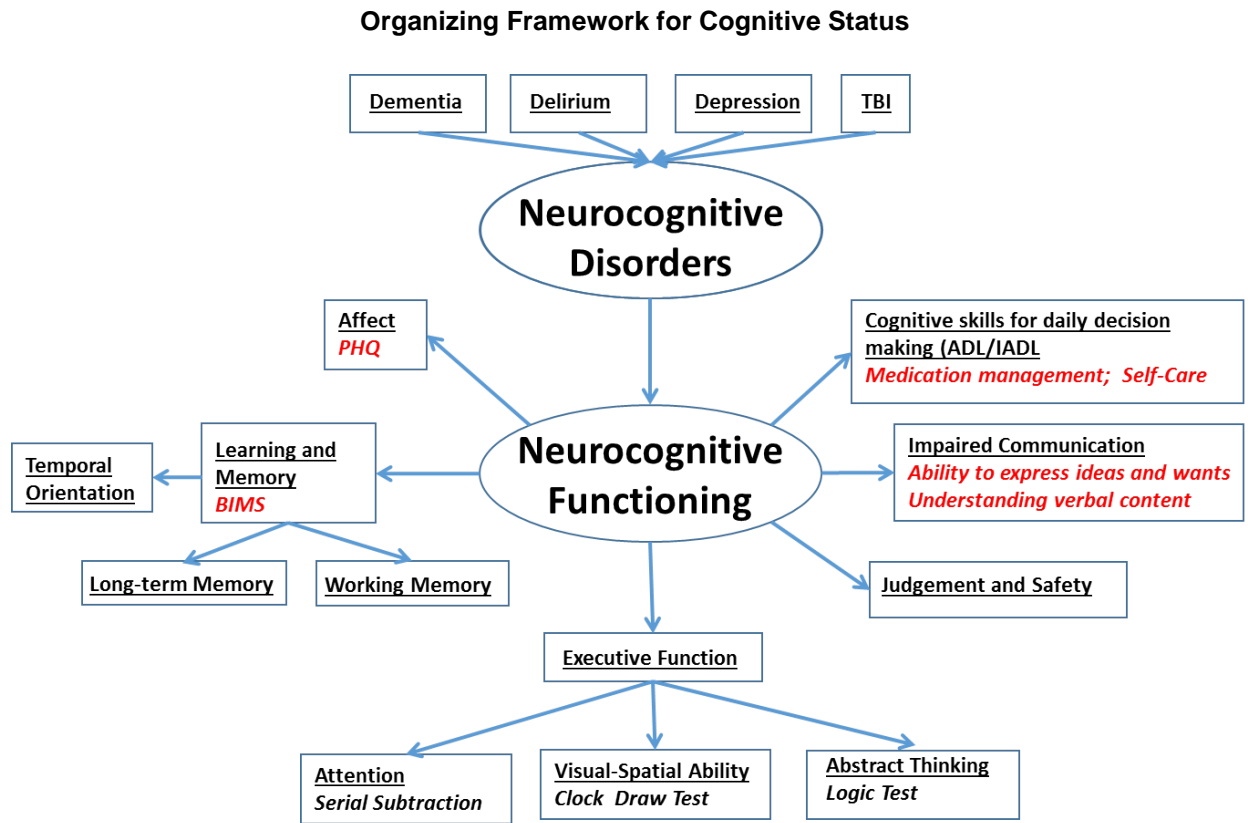 Organizing Framework for Cognitive Status
Dementia
Delirium
Depression
TBI
Neurocognitive
Disorders
Affect
PHQ
Cognitive skills for daily decision
making (ADL/IADL
Medication management; Self-Care
Neurocognitive
Functioning
Learning and
Memory
BIMS
Temporal
Orientation
Impaired Communication
Ability to express ideas and wants
Understanding verbal content
Long-term Memory
Working Memory
Judgement and Safety
Executive Function
Attention
Serial Subtraction
Visual-Spatial Ability
Clock Draw Test
Abstract Thinking
Logic Test